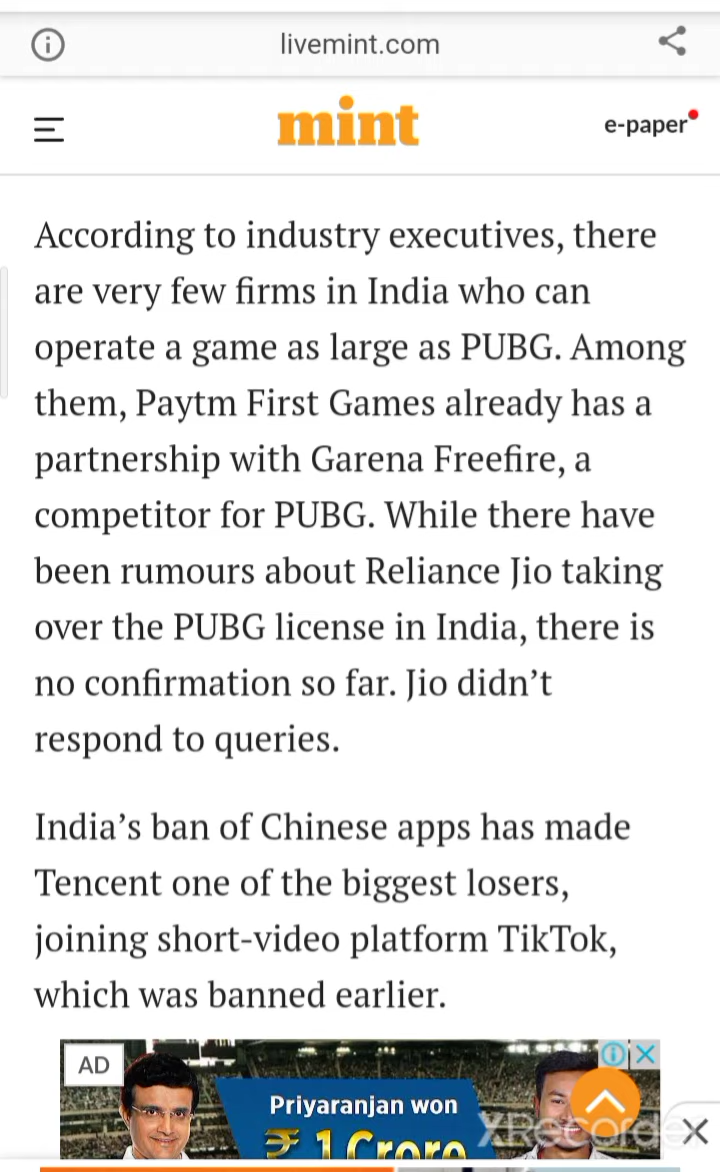 livemint.com
mint
e-paper
According to industry executives, there
are very few firms in India who can
operate a game as large as PUBG. Among
them, Paytm First Games already has a
partnership with Garena Freefire, a
competitor for PUBG. While there have
been rumours about Reliance Jio taking
over the PUBG license in India, there is
no confirmation so far. Jio didn’t
respond to queries.
India’s ban of Chinese apps has made
Tencent one of the biggest losers,
joining short-video platform TikTok,
which was banned earlier.
AD
Priyaranjan won
₹ 1 Crore
XRecorder